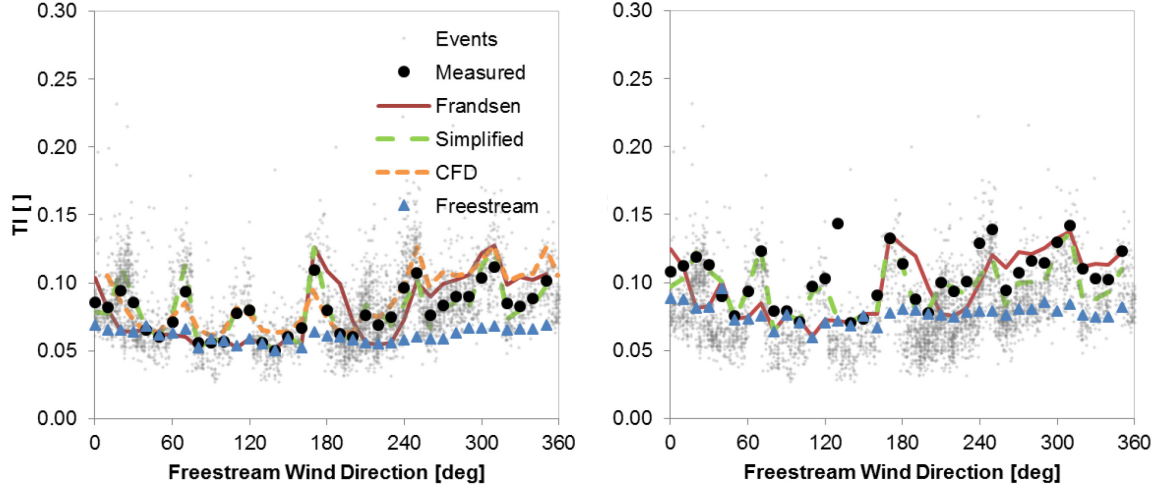 0.30
0.25
0.20
0.15
0.10
0.05
0.00
TI [ ]
0 60 120 180 240 300 360
Freestream Wind Direction [deg]
Events
Measured
Frandsen
Simplified
CFD
Freestream
0.30
0.25
0.20
0.15
0.10
0.05
0.00
0 60 120 180 240 300 360
Freestream Wind Direction [deg]